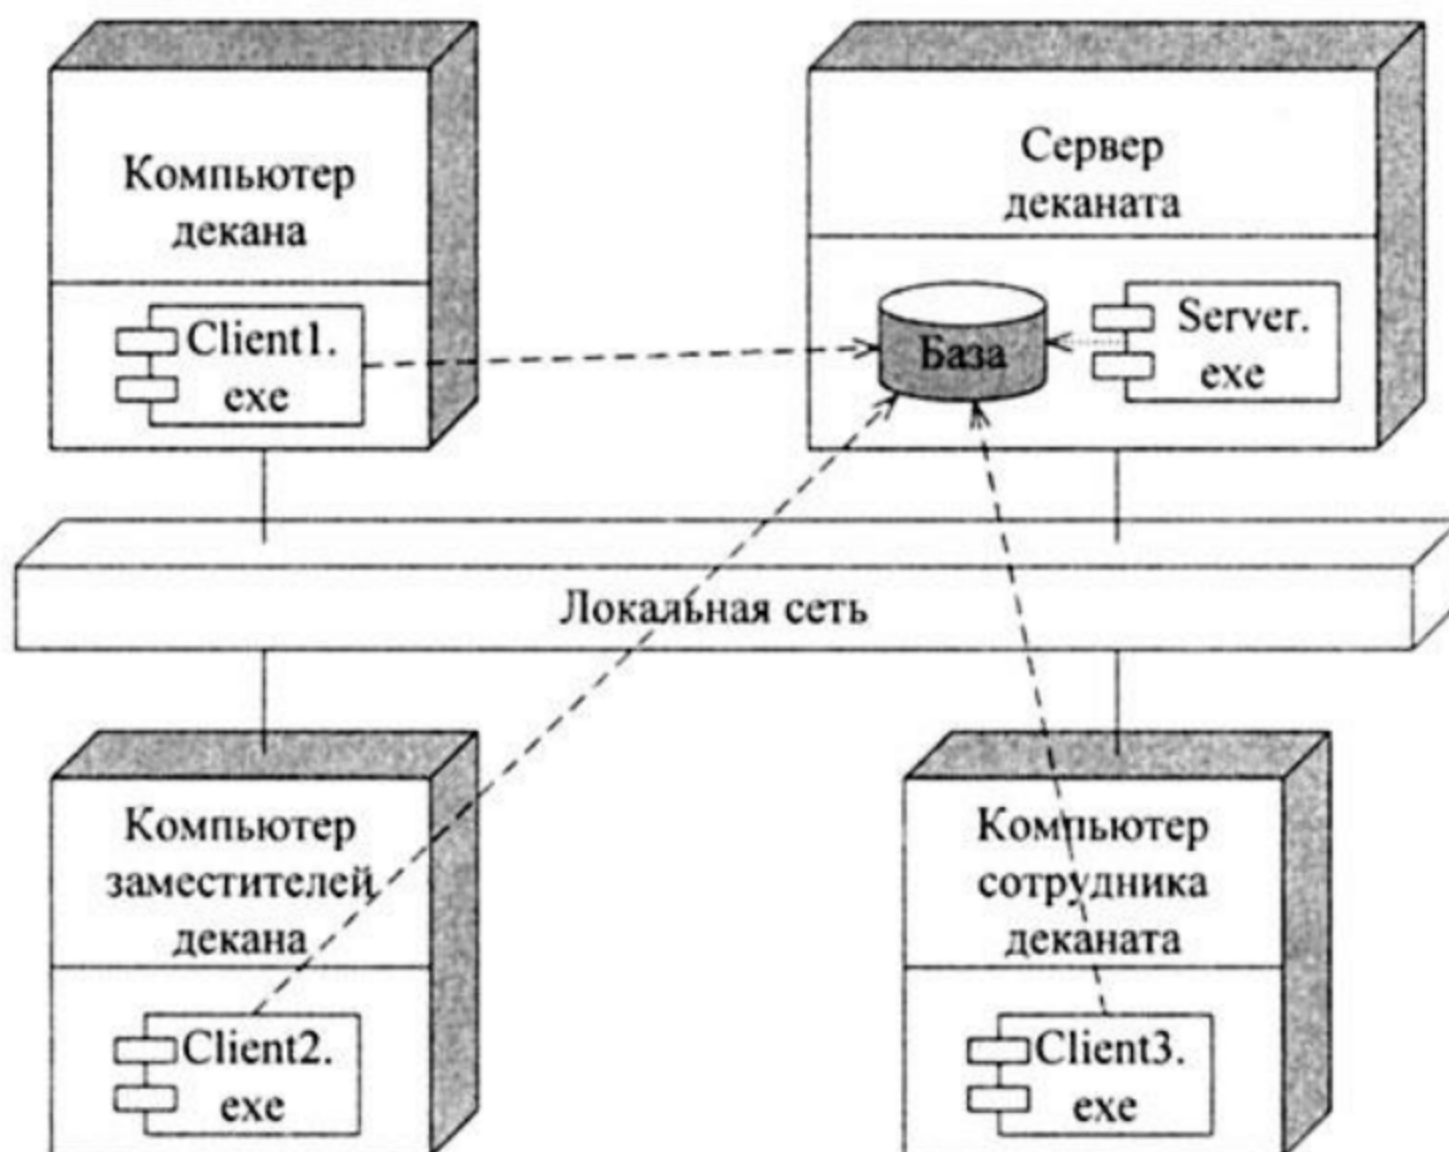 Компьютер
декана
Client1.
exe
Сервер
деканата
База
Server.
exe
Локальная сеть
Компьютер
заместителей
декана
Client2.
exe
Компьютер
сотрудника
деканата
Client3.
exe